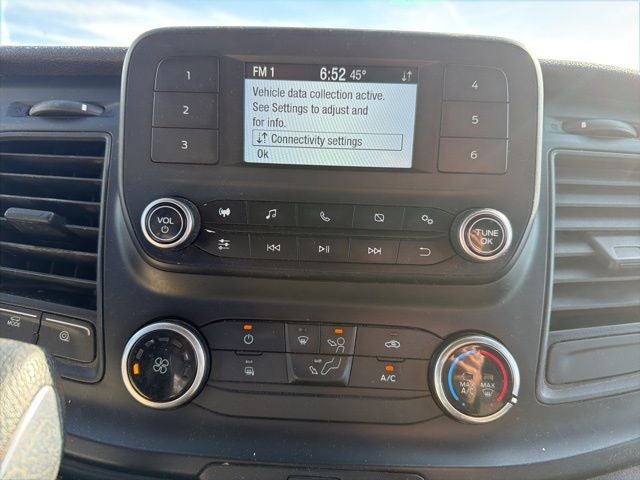 FM 1 6:52 45°
Vehicle data collection active.
See Settings to adjust and
for info.
Connectivity settings
Ok
1
2
3
4
5
6
VOL
TUNE
OK
MODE
A/C
MAX
A/C
MAX